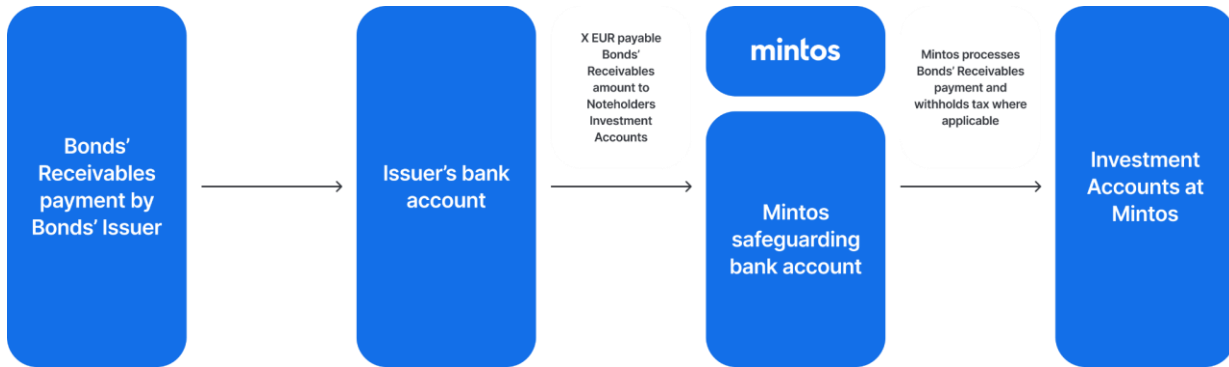 Bonds’
Receivables
payment by
Bonds’ Issuer
Issuer’s bank
account
X EUR payable
Bonds’
Receivables
amount to
Noteholders
Investment
Accounts
mintos
Mintos
safeguarding
bank account
Mintos processes
Bonds’ Receivables
payment and
withholds tax where
applicable
Investment
Accounts at
Mintos